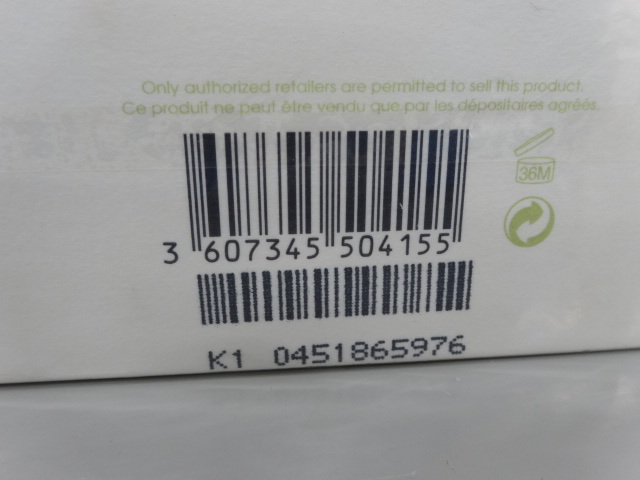 Only authorized retailers are permitted to sell this product.
Ce produit ne peut être vendu que par les dépositaires agréés.
36M
3 607345 504155
K1 0451865976